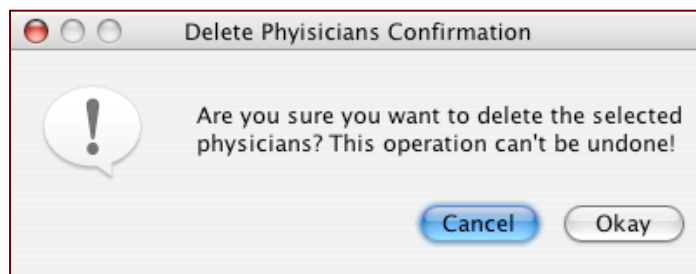 Delete Phyisicians Confirmation
Are you sure you want to delete the selected
physicians? This operation can't be undone!
Cancel Okay